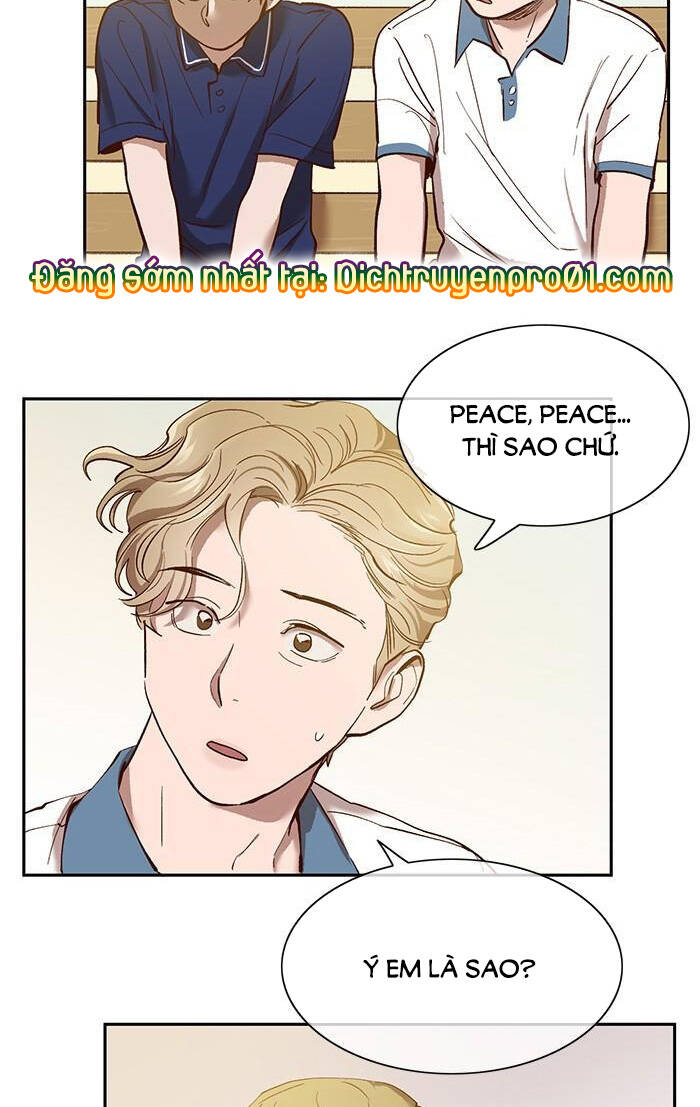 Đăng sớm nhất tại: Dichtruyenpro01.com
PEACE, PEACE...
THÌ SAO CHỨ.
Ý EM LÀ SAO?